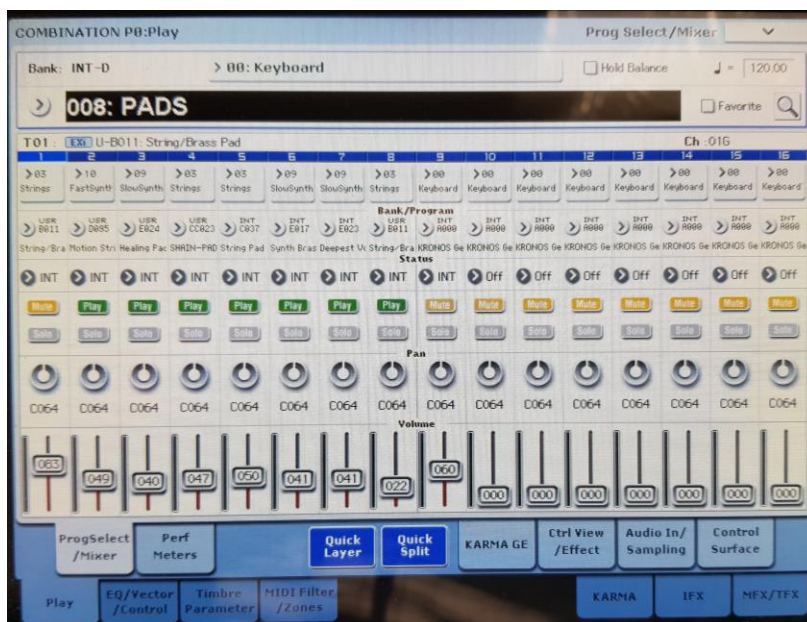 COMBINATION P0:Play Prog Select/Mixer
Bank: INT-D > 00: Keyboard Hold Balance ♩ = 120.00
008: PADS Favorite
T01 : EXi U-B011: String/Brass Pad Ch :01G
1 2 3 4 5 6 7 8 9 10 11 12 13 14 15 16
>03 >10 >09 >03 >03 >09 >09 >03 >00 >00 >00 >00 >00 >00 >00 >00
Strings FastSynth SlowSynth Strings Strings SlowSynth SlowSynth Strings Keyboard Keyboard Keyboard Keyboard Keyboard Keyboard Keyboard Keyboard
Bank/Program
USR USR USR USR INT INT INT USR INT INT INT INT INT INT INT INT
B011 D095 E024 CC023 C037 E017 E023 B011 A000 A000 A000 A000 A000 A000 A000 A000
String/Bra Motion Stri Healing Pac SHRIN-PAD String Pad Synth Bras Deepest Vo String/Bra KRONOS Ge KRONOS Ge KRONOS Ge KRONOS Ge KRONOS Ge KRONOS Ge KRONOS Ge KRONOS Ge
Status
INT INT INT INT INT INT INT INT INT Off Off Off Off Off Off Off
Mute Play Play Play Play Play Play Play Mute Mute Mute Mute Mute Mute Mute Mute
Solo Solo Solo Solo Solo Solo Solo Solo Solo Solo Solo Solo Solo Solo Solo Solo
Pan
C064 C064 C064 C064 C064 C064 C064 C064 C064 C064 C064 C064 C064 C064 C064 C064
Volume
083 049 040 047 050 041 041 022 060 000 000 000 000 000 000 000
ProgSelect Perf Quick Quick KARMA GE Ctrl View Audio In/ Control
/Mixer Meters Layer Split /Effect Sampling Surface
Play EQ/Vector Timbre MIDI Filter KARMA IFX MFX/TFX
/Control Parameter /Zones